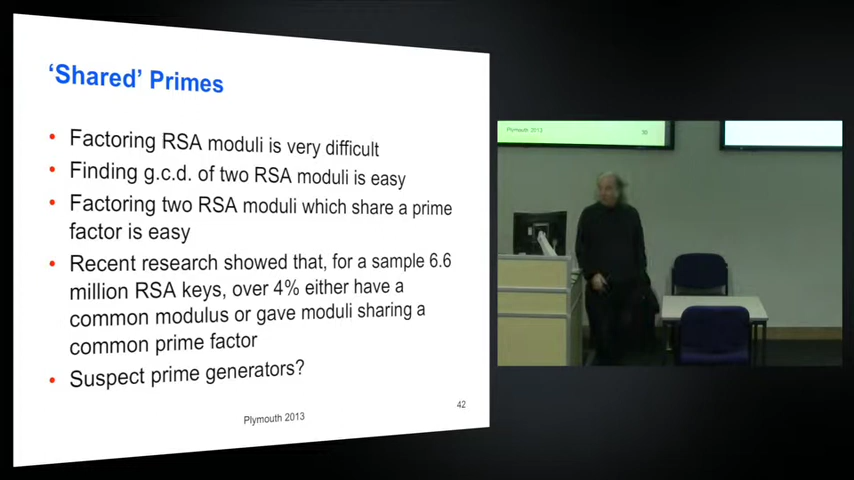 ‘Shared’ Primes
• Factoring RSA moduli is very difficult
• Finding g.c.d. of two RSA moduli is easy
• Factoring two RSA moduli which share a prime
factor is easy
• Recent research showed that, for a sample 6.6
million RSA keys, over 4% either have a
common modulus or gave moduli sharing a
common prime factor
• Suspect prime generators?
Plymouth 2013
42
Plymouth 2013
30